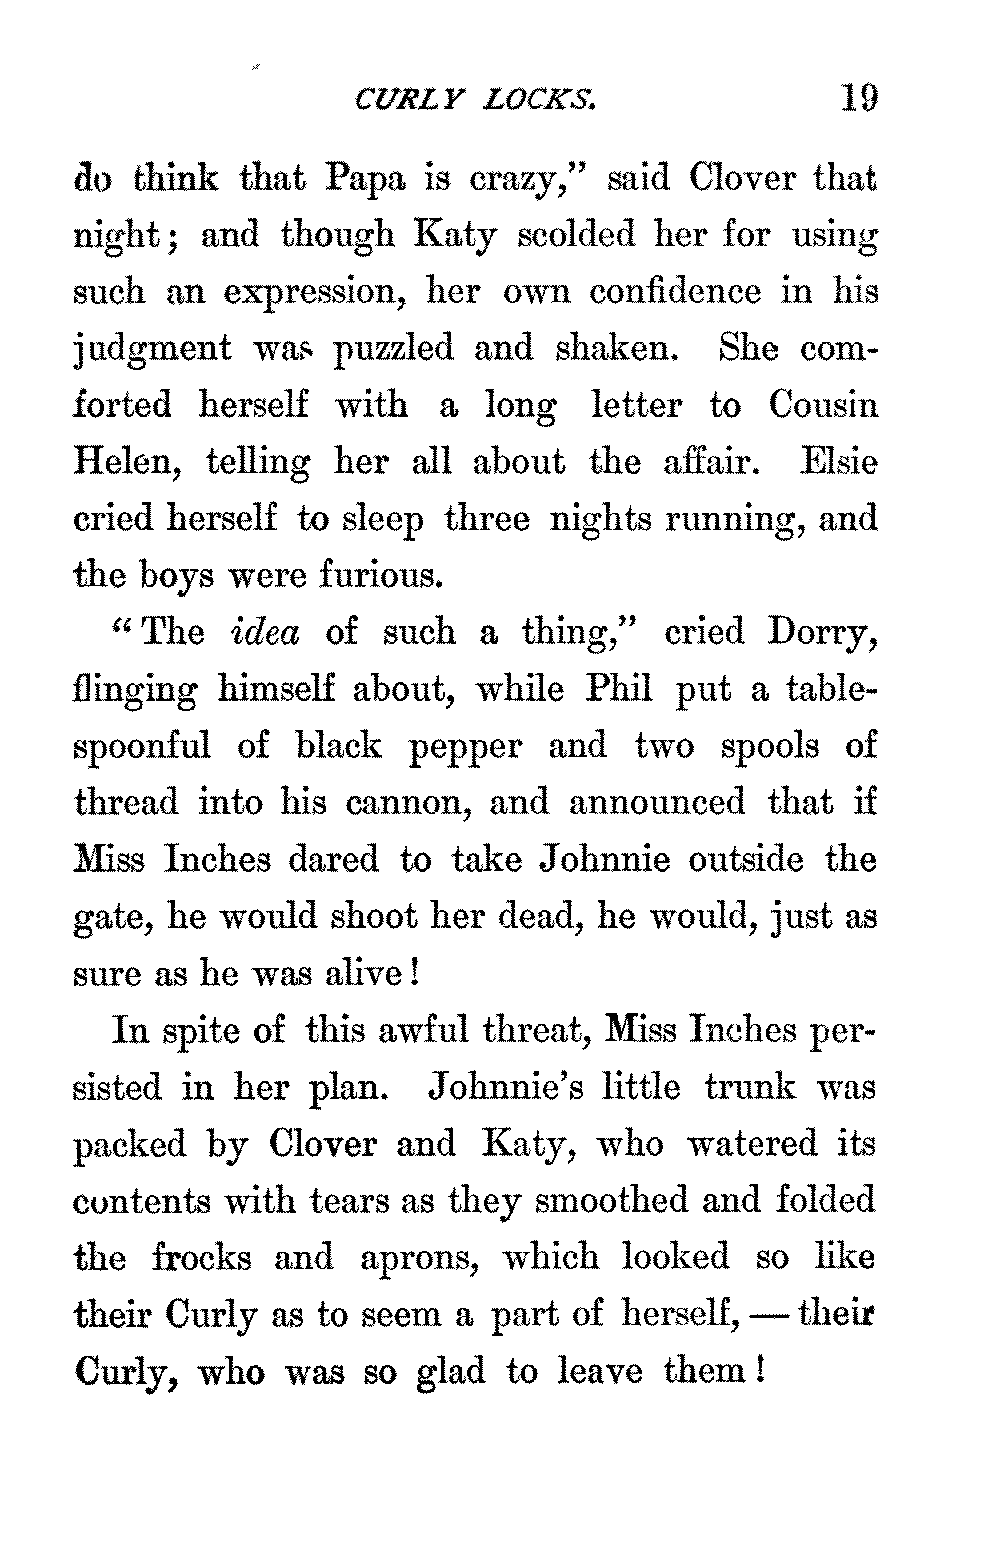 CURLY LOCKS. 19
do think that Papa is crazy,” said Clover that
night; and though Katy scolded her for using
such an expression, her own confidence in his
judgment was puzzled and shaken. She com-
forted herself with a long letter to Cousin
Helen, telling her all about the affair. Elsie
cried herself to sleep three nights running, and
the boys were furious.
“The idea of such a thing,” cried Dorry,
flinging himself about, while Phil put a table-
spoonful of black pepper and two spools of
thread into his cannon, and announced that if
Miss Inches dared to take Johnnie outside the
gate, he would shoot her dead, he would, just as
sure as he was alive!
In spite of this awful threat, Miss Inches per-
sisted in her plan. Johnnie’s little trunk was
packed by Clover and Katy, who watered its
contents with tears as they smoothed and folded
the frocks and aprons, which looked so like
their Curly as to seem a part of herself,—their
Curly, who was so glad to leave them!